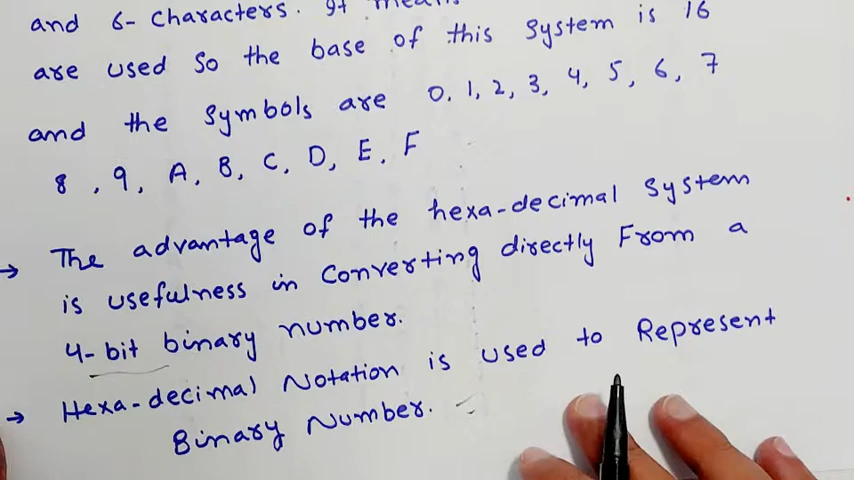 and 6- Characters. It means
are used so the base of this System is 16
and the Symbols are 0, 1, 2, 3, 4, 5, 6, 7
8, 9, A, B, C, D, E, F
→ The advantage of the hexa-decimal System
is usefulness in Converting directly From a
4-bit binary number.
→ Hexa-decimal Notation is used to Represent
Binary Number.